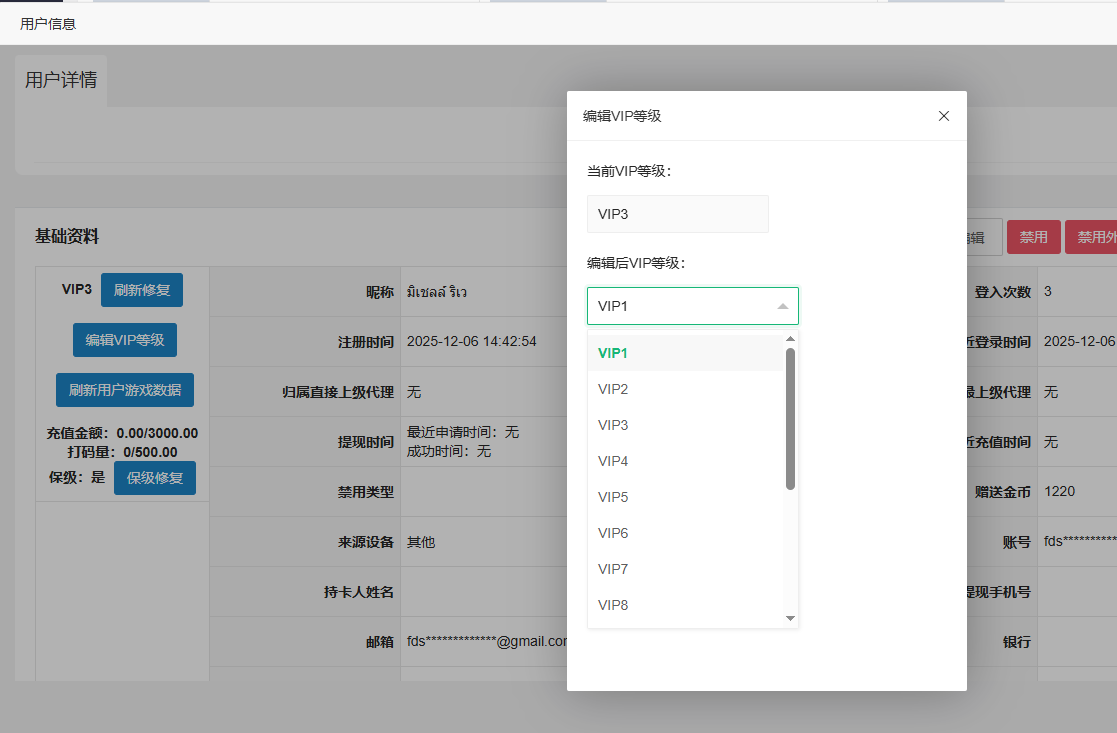 用户信息
用户详情
基础资料
禁用
VIP3 刷新修复
编辑VIP等级
刷新用户游戏数据
充值金额：0.00/3000.00
打码量：0/500.00
保级：是 保级修复
昵称 มิเชลล์ ริเว
注册时间 2025-12-06 14:42:54
归属直接上级代理 无
提现时间 最近申请时间：无
成功时间：无
禁用类型
来源设备 其他
持卡人姓名
邮箱 fds*************@gmail.com
编辑VIP等级
当前VIP等级：
VIP3
编辑后VIP等级：
VIP1
VIP1
VIP2
VIP3
VIP4
VIP5
VIP6
VIP7
VIP8
登入次数 3
近登录时间 2025-12-06
上级代理 无
近充值时间 无
赠送金币 1220
账号 fds**********
提现手机号
银行